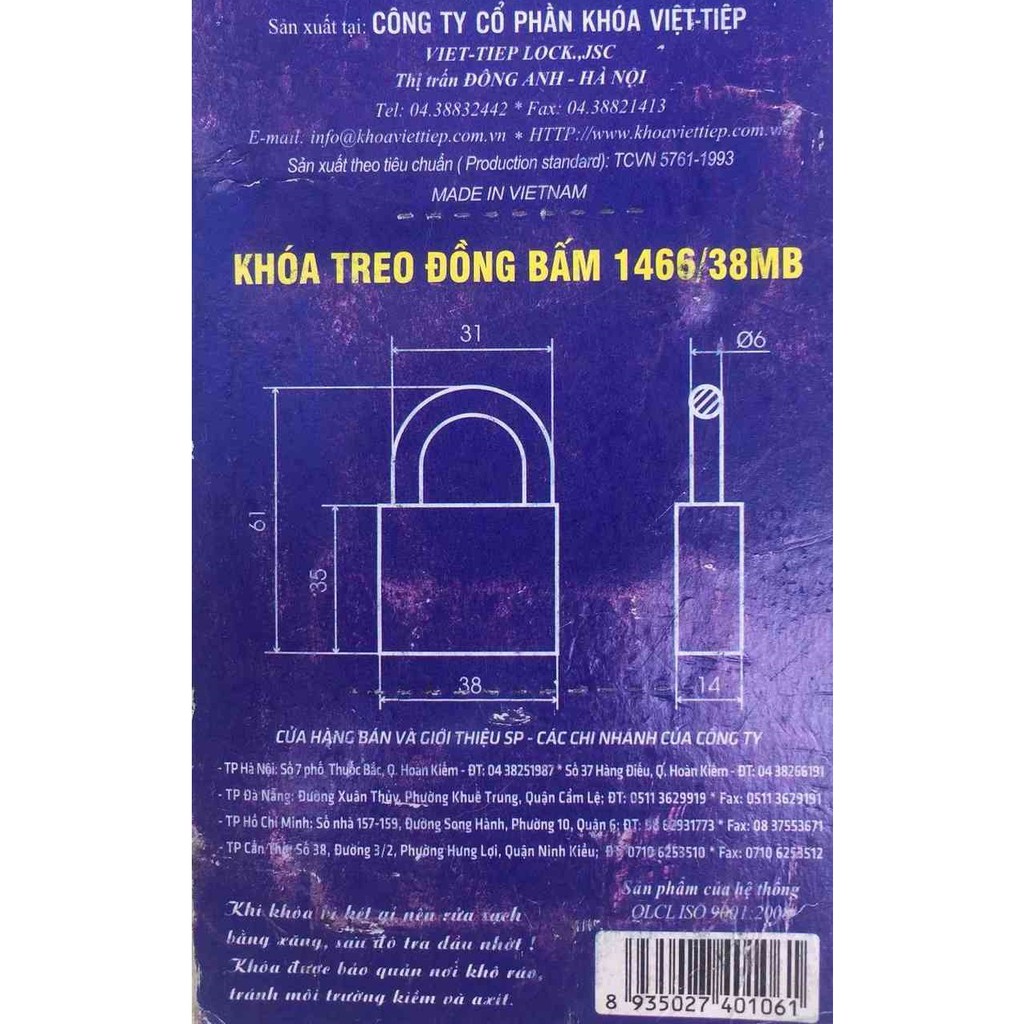 Sản xuất tại: CÔNG TY CỔ PHẦN KHÓA VIỆT-TIỆP
VIET-TIEP LOCK.,JSC
Thị trấn ĐÔNG ANH - HÀ NỘI
Tel: 04.38832442 * Fax: 04.38821413
E-mail. info@khoaviettiep.com.vn * HTTP://www.khoaviettiep.com.vn
Sản xuất theo tiêu chuẩn ( Production standard): TCVN 5761-1993
MADE IN VIETNAM
KHÓA TREO ĐỒNG BẤM 1466/38MB
31
Ø6
61
35
38
14
CỬA HÀNG BÁN VÀ GIỚI THIỆU SP - CÁC CHI NHÁNH CỦA CÔNG TY
- TP Hà Nội: Số 7 phố Thuốc Bắc, Q. Hoàn Kiếm - ĐT: 04 38251987 * Số 37 Hàng Điếu, Q. Hoàn Kiếm - ĐT: 04 38266191
- TP Đà Nẵng: Đường Xuân Thủy, Phường Khuê Trung, Quận Cẩm Lệ; ĐT: 0511 3629919 * Fax: 0511 3629191
- TP Hồ Chí Minh: Số nhà 157-159, Đường Song Hành, Phường 10, Quận 6; ĐT: 62931773 * Fax: 08 37553671
- TP Cần Thơ: Số 38, Đường 3/2, Phường Hưng Lợi, Quận Ninh Kiều; ĐT: 0710 6253510 * Fax: 0710 6253512
Sản phẩm của hệ thống
QLCL ISO 9001:2008
Khi khóa bị kẹt gỉ nên rửa sạch
bằng xăng, sau đó tra dầu nhờt !
Khóa được bảo quản nơi khô ráo,
tránh môi trường kiềm và axit.
8 935027 401061